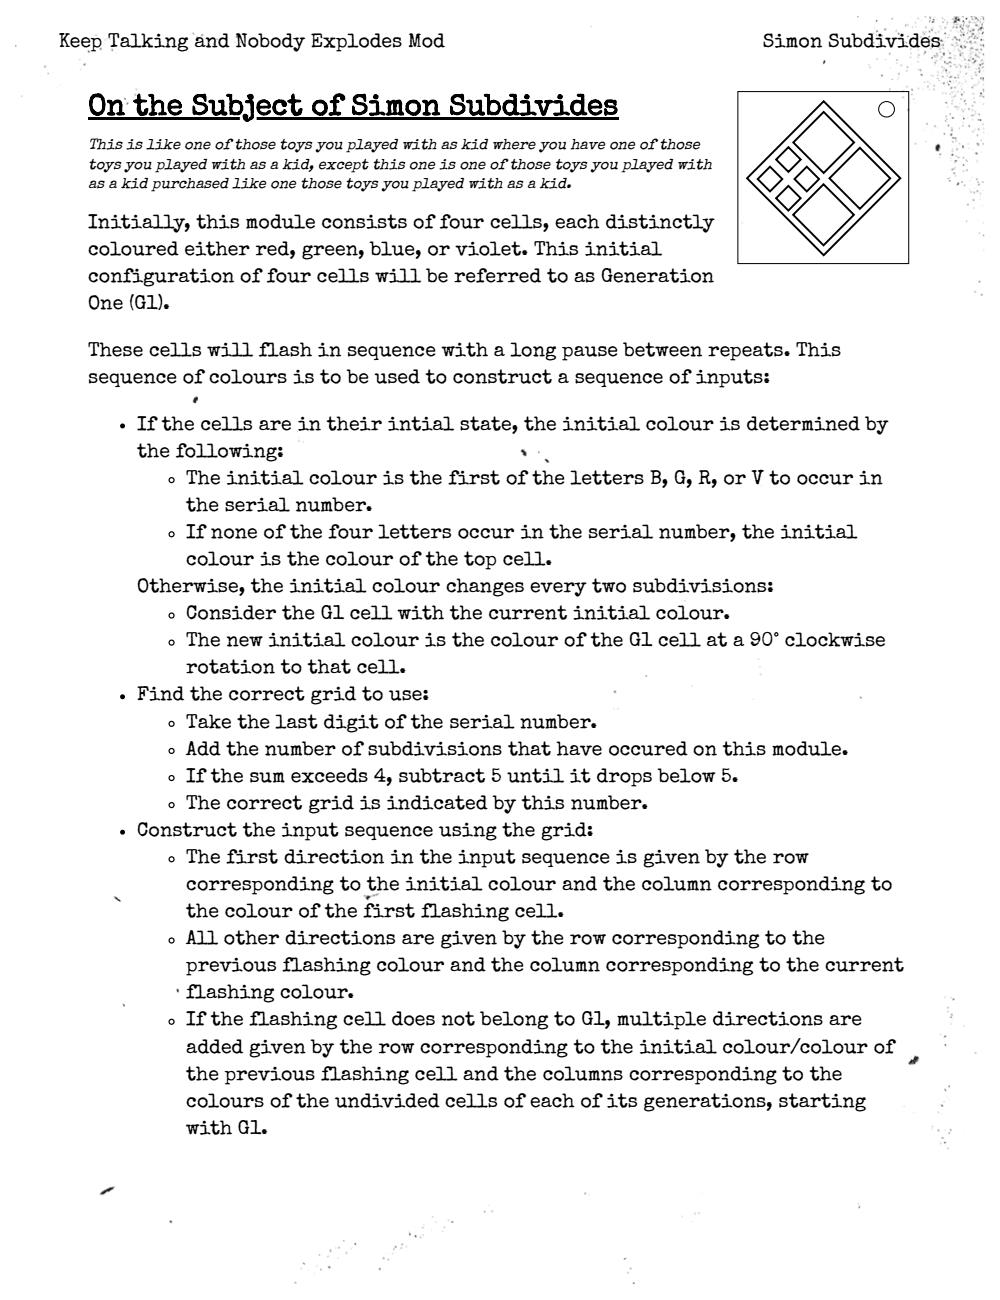 Keep Talking and Nobody Explodes Mod
Simon Subdivides
On the Subject of Simon Subdivides
This is like one of those toys you played with as kid where you have one of those
toys you played with as a kid, except this one is one of those toys you played with
as a kid purchased like one those toys you played with as a kid.
Initially, this module consists of four cells, each distinctly
coloured either red, green, blue, or violet. This initial
configuration of four cells will be referred to as Generation
One (G1).
These cells will flash in sequence with a long pause between repeats. This
sequence of colours is to be used to construct a sequence of inputs:
• If the cells are in their intial state, the initial colour is determined by
the following:
◦ The initial colour is the first of the letters B, G, R, or V to occur in
the serial number.
◦ If none of the four letters occur in the serial number, the initial
colour is the colour of the top cell.
Otherwise, the initial colour changes every two subdivisions:
◦ Consider the G1 cell with the current initial colour.
◦ The new initial colour is the colour of the G1 cell at a 90° clockwise
rotation to that cell.
• Find the correct grid to use:
◦ Take the last digit of the serial number.
◦ Add the number of subdivisions that have occured on this module.
◦ If the sum exceeds 4, subtract 5 until it drops below 5.
◦ The correct grid is indicated by this number.
• Construct the input sequence using the grid:
◦ The first direction in the input sequence is given by the row
corresponding to the initial colour and the column corresponding to
the colour of the first flashing cell.
◦ All other directions are given by the row corresponding to the
previous flashing colour and the column corresponding to the current
flashing colour.
◦ If the flashing cell does not belong to G1, multiple directions are
added given by the row corresponding to the initial colour/colour of
the previous flashing cell and the columns corresponding to the
colours of the undivided cells of each of its generations, starting
with G1.